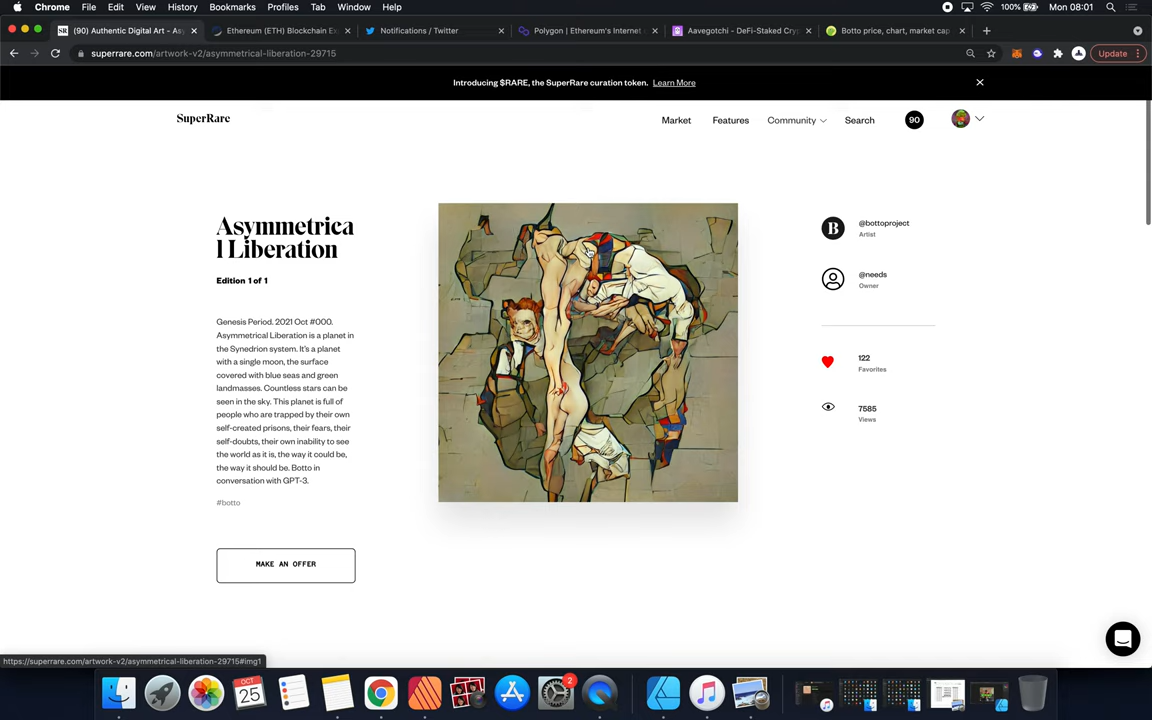 Chrome File Edit View History Bookmarks Profiles Tab Window Help 100% Mon 08:01
SR (90) Authentic Digital Art - As
Ethereum (ETH) Blockchain Ex
Notifications / Twitter
Polygon | Ethereum's Internet
Aavegotchi - DeFi-Staked Cry
Botto price, chart, market cap
superrare.com/artwork-v2/asymmetrical-liberation-29715
Update
Introducing $RARE, the SuperRare curation token. Learn More
SuperRare
Market Features Community Search 90
Asymmetrica
l Liberation
Edition 1 of 1
Genesis Period. 2021 Oct #000.
Asymmetrical Liberation is a planet in
the Synedrion system. It's a planet
with a single moon, the surface
covered with blue seas and green
landmasses. Countless stars can be
seen in the sky. This planet is full of
people who are trapped by their own
self-created prisons, their fears, their
self-doubts, their own inability to see
the world as it is, the way it could be,
the way it should be. Botto in
conversation with GPT-3.
#botto
MAKE AN OFFER
B
@bottoproject
Artist
@needs
Owner
122
Favorites
7585
Views
https://superrare.com/artwork-v2/asymmetrical-liberation-29715#img1
OCT
25
2